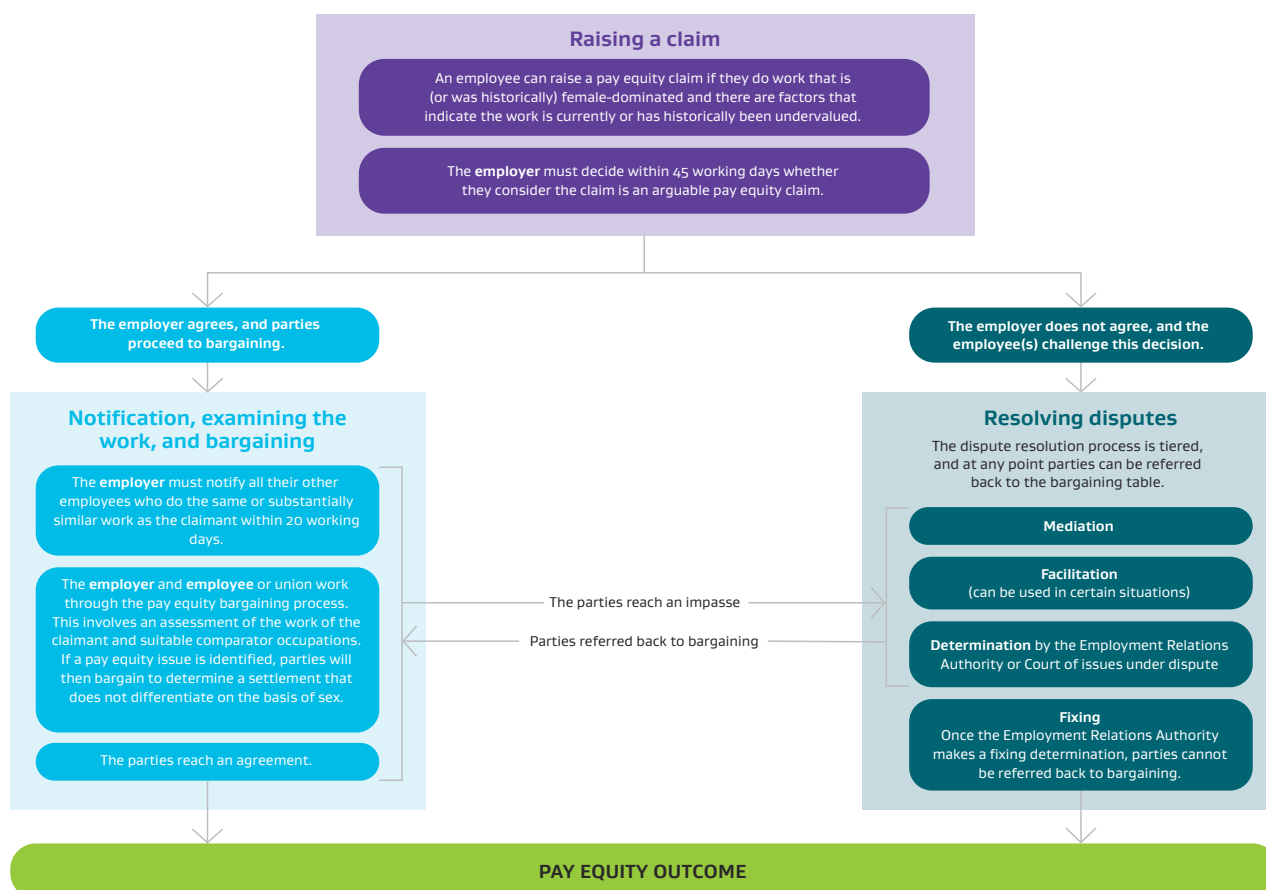 Raising a claim
An employee can raise a pay equity claim if they do work that is
(or was historically) female-dominated and there are factors that
indicate the work is currently or has historically been undervalued.
The employer must decide within 45 working days whether
they consider the claim is an arguable pay equity claim.
The employer agrees, and parties
proceed to bargaining.
The employer does not agree, and the
employee(s) challenge this decision.
Notification, examining the
work, and bargaining
The employer must notify all their other
employees who do the same or substantially
similar work as the claimant within 20 working
days.
The employer and employee or union work
through the pay equity bargaining process.
This involves an assessment of the work of the
claimant and suitable comparator occupations.
If a pay equity issue is identified, parties will
then bargain to determine a settlement that
does not differentiate on the basis of sex.
The parties reach an agreement.
The parties reach an impasse
Parties referred back to bargaining
Resolving disputes
The dispute resolution process is tiered,
and at any point parties can be referred
back to the bargaining table.
Mediation
Facilitation
(can be used in certain situations)
Determination by the Employment Relations
Authority or Court of issues under dispute
Fixing
Once the Employment Relations Authority
makes a fixing determination, parties cannot
be referred back to bargaining.
PAY EQUITY OUTCOME